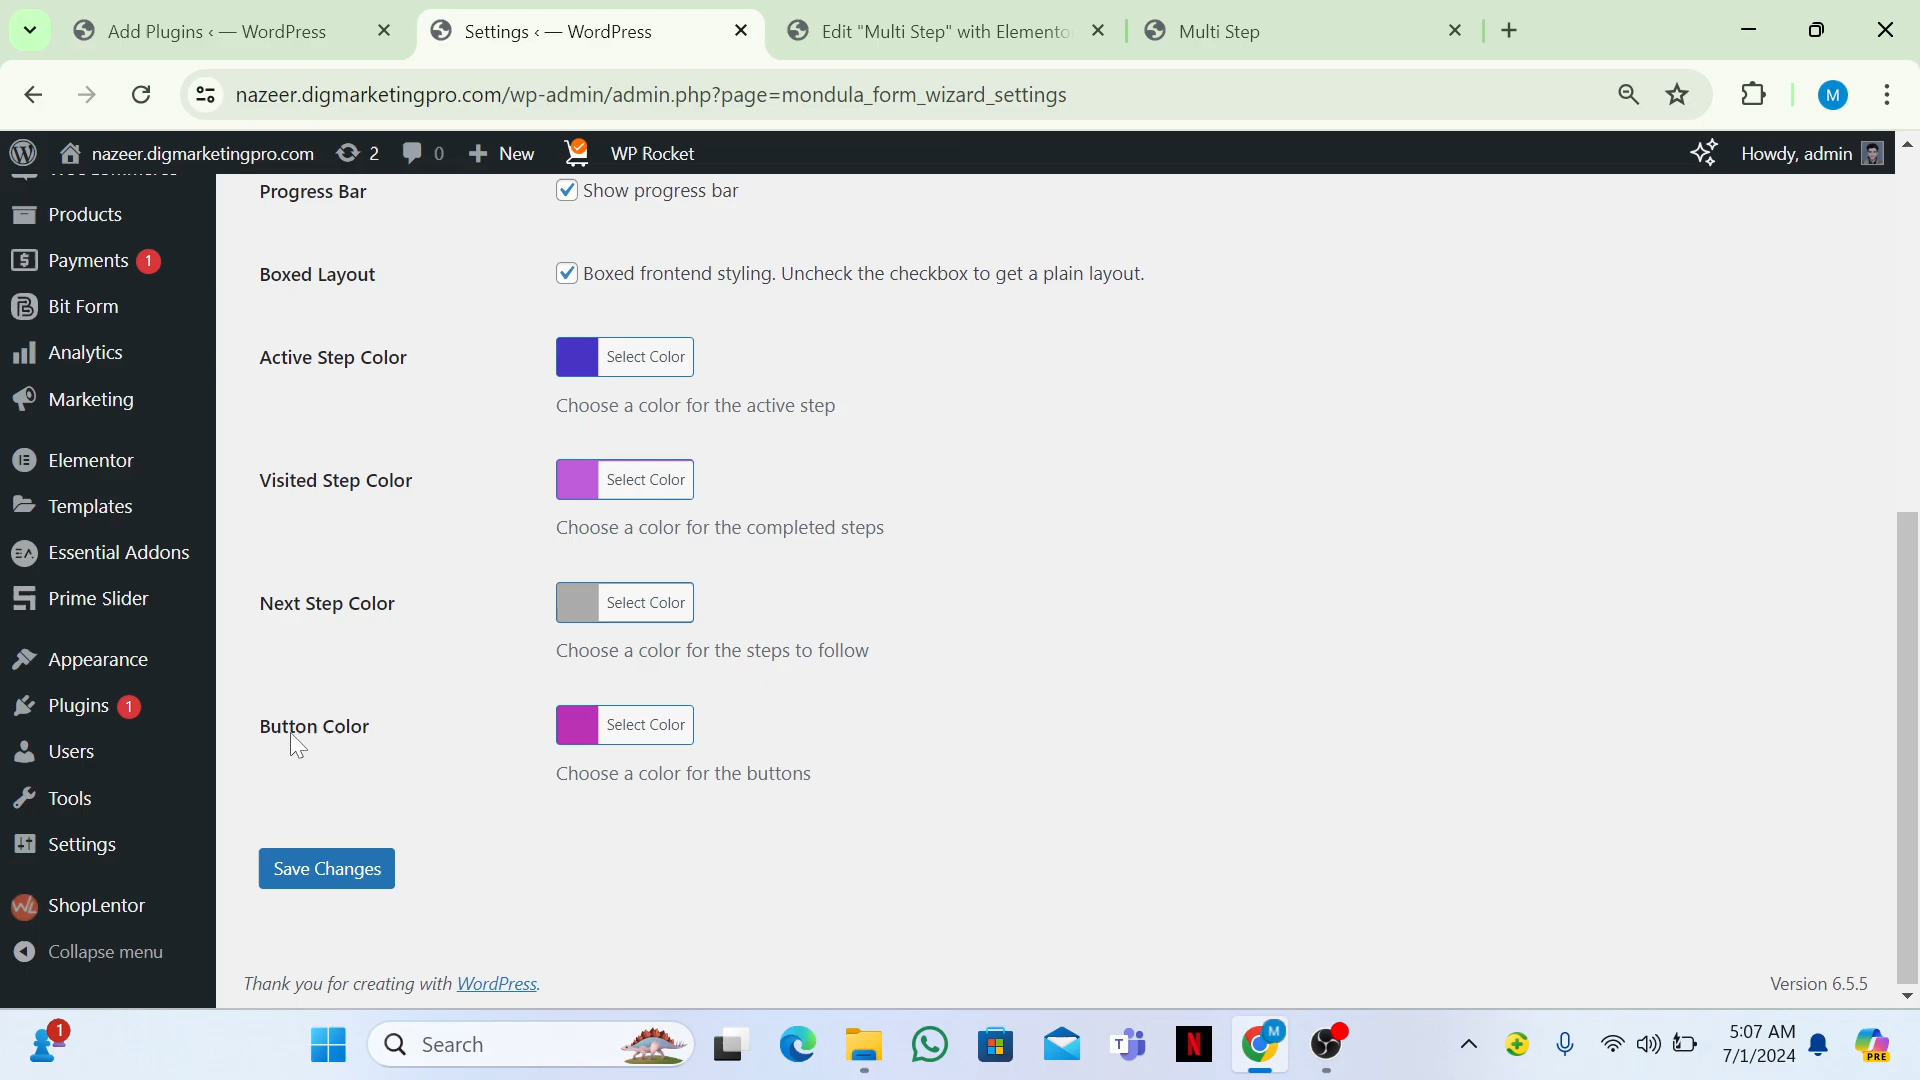 Add Plugins ‹ — WordPress
Settings ‹ — WordPress
Edit "Multi Step" with Elemento
Multi Step
nazeer.digmarketingpro.com/wp-admin/admin.php?page=mondula_form_wizard_settings
M
nazeer.digmarketingpro.com
2
0
New
WP Rocket
Howdy, admin
Products
Payments 1
Bit Form
Analytics
Marketing
Elementor
Templates
Essential Addons
Prime Slider
Appearance
Plugins 1
Users
Tools
Settings
ShopLentor
Collapse menu
Progress Bar
Show progress bar
Boxed Layout
Boxed frontend styling. Uncheck the checkbox to get a plain layout.
Active Step Color
Select Color
Choose a color for the active step
Visited Step Color
Select Color
Choose a color for the completed steps
Next Step Color
Select Color
Choose a color for the steps to follow
Button Color
Select Color
Choose a color for the buttons
Save Changes
Thank you for creating with WordPress.
Version 6.5.5
1
Search
5:07 AM
7/1/2024
PRE